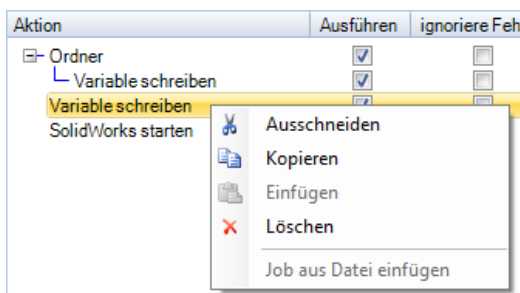 Aktion Ausführen ignoriere Feh
Ordner
Variable schreiben
Variable schreiben
SolidWorks starten
Ausschneiden
Kopieren
Einfügen
Löschen
Job aus Datei einfügen